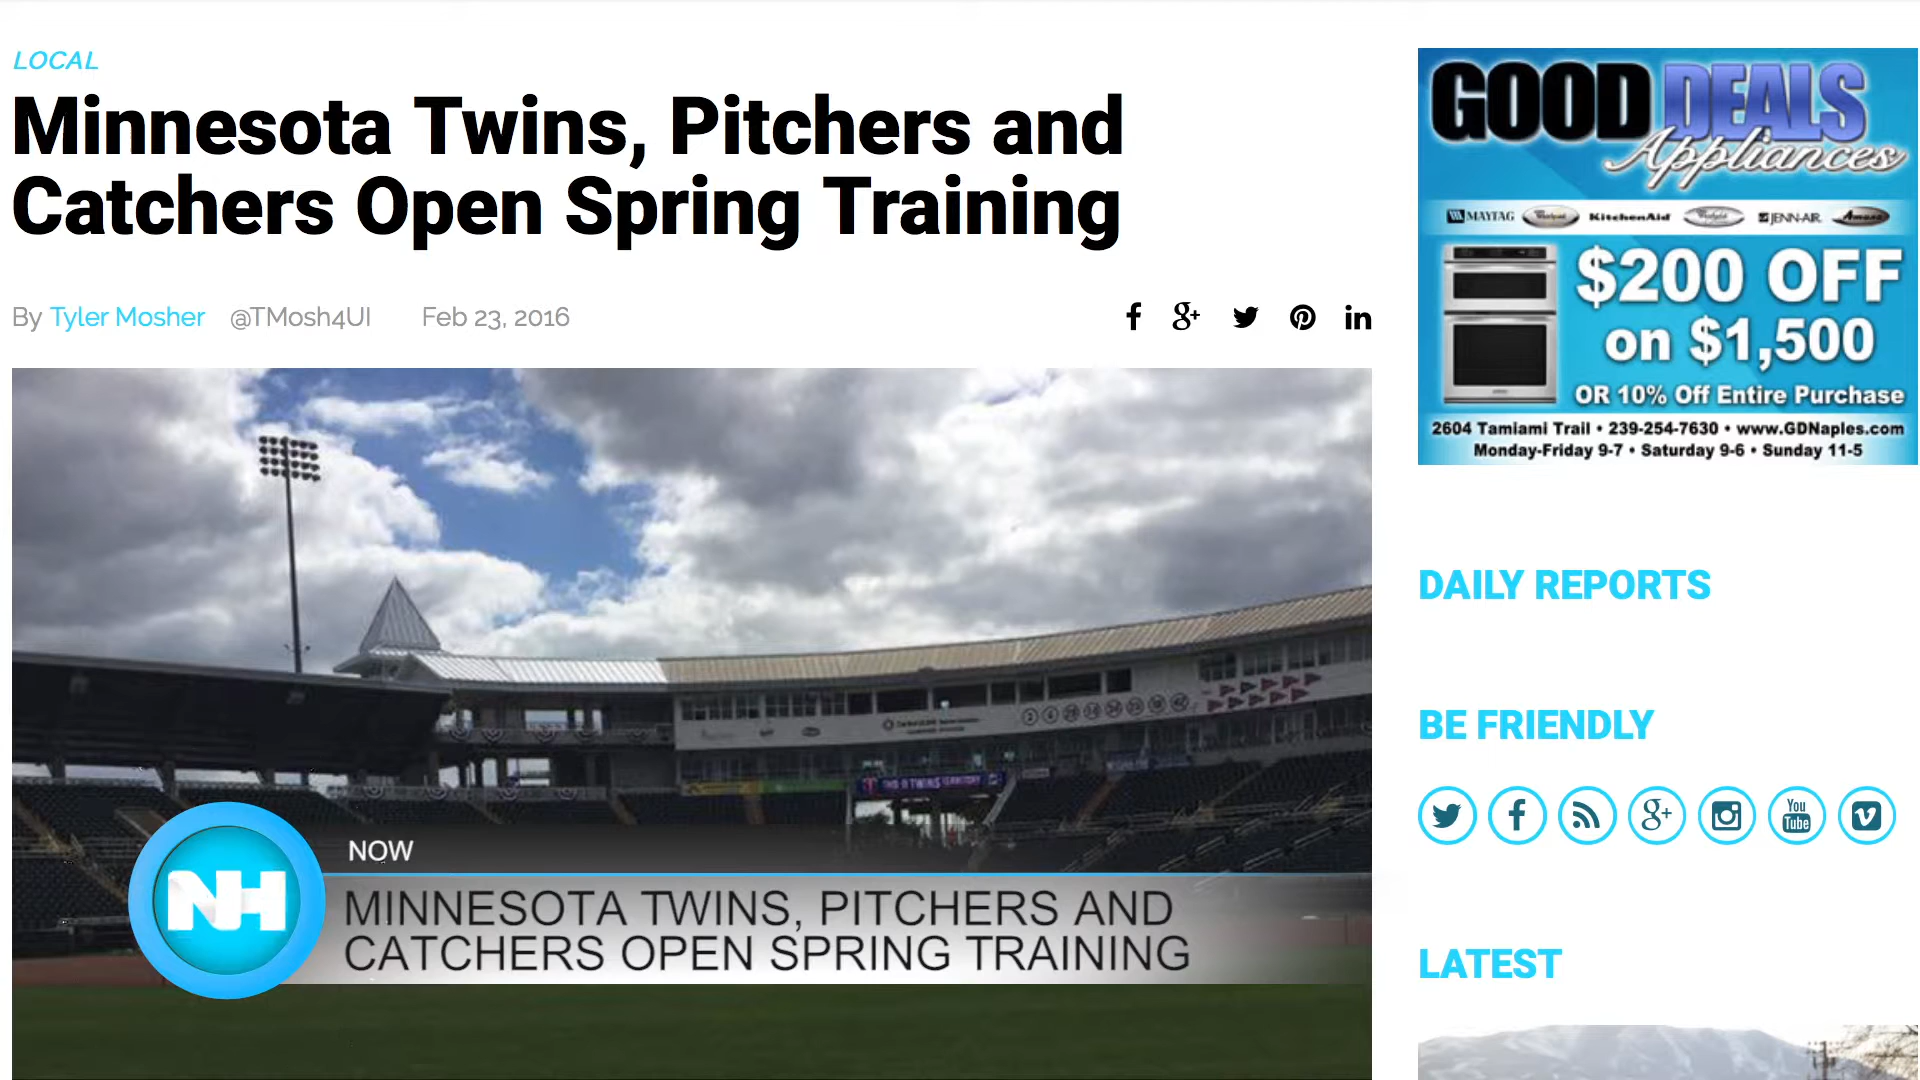 LOCAL
Minnesota Twins, Pitchers and
Catchers Open Spring Training
By Tyler Mosher @TMosh4UI Feb 23, 2016
NOW
MINNESOTA TWINS, PITCHERS AND
CATCHERS OPEN SPRING TRAINING
NH
GOOD DEALS
Appliances
MAYTAG Whirlpool KitchenAid JENN-AIR Amana
$200 OFF
on $1,500
OR 10% Off Entire Purchase
2604 Tamiami Trail • 239-254-7630 • www.GDNaples.com
Monday-Friday 9-7 • Saturday 9-6 • Sunday 11-5
DAILY REPORTS
BE FRIENDLY
You
Tube
LATEST